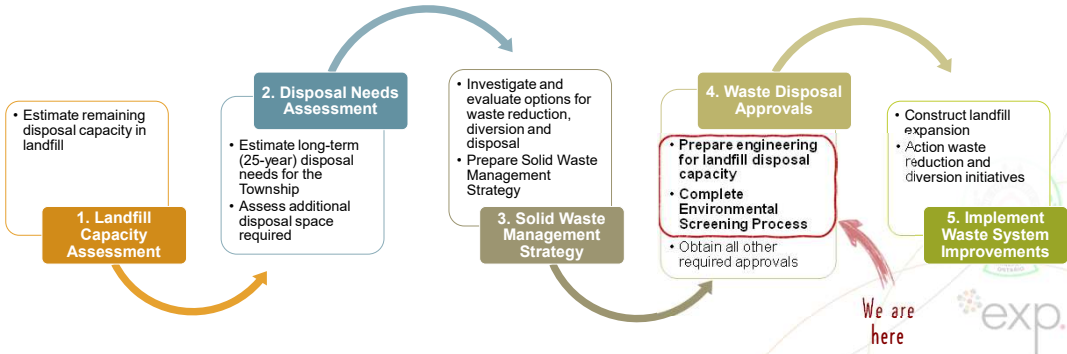 • Estimate remaining
disposal capacity in
landfill
1. Landfill
Capacity
Assessment
2. Disposal Needs
Assessment
• Estimate long-term
(25-year) disposal
needs for the
Township
• Assess additional
disposal space
required
• Investigate and
evaluate options for
waste reduction,
diversion and
disposal
• Prepare Solid Waste
Management
Strategy
3. Solid Waste
Management
Strategy
4. Waste Disposal
Approvals
• Prepare engineering
for landfill disposal
capacity
• Complete
Environmental
Screening Process
• Obtain all other
required approvals
We are
here
• Construct landfill
expansion
• Action waste
reduction and
diversion initiatives
5. Implement
Waste System
Improvements
ONTARIO
exp.